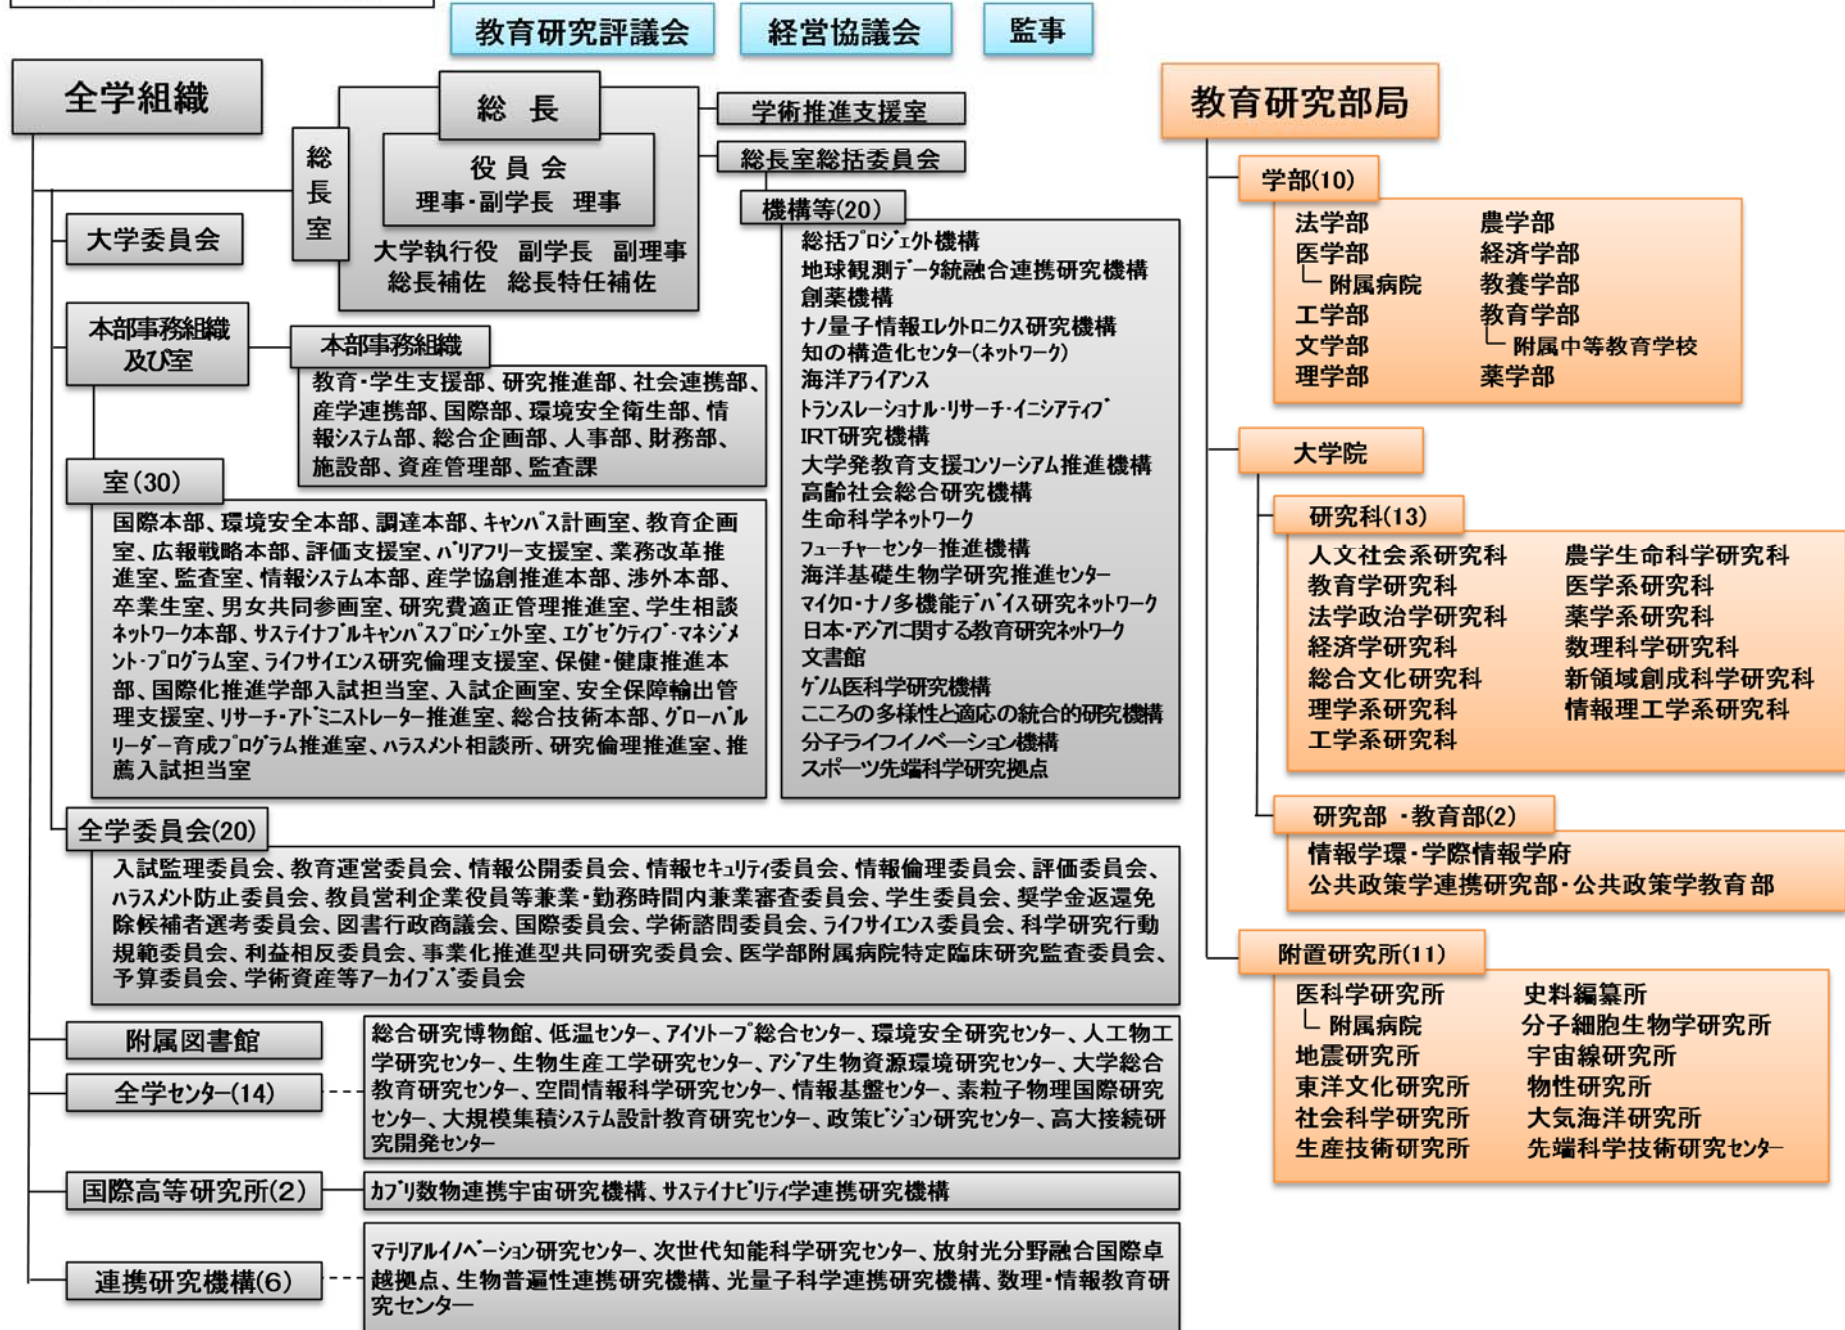 教育研究評議会
経営協議会
監事
全学組織
総長室
総 長
役員会
理事・副学長 理事
大学執行役 副学長 副理事
総長補佐 総長特任補佐
学術推進支援室
総長室総括委員会
機構等(20)
総括プロジェクト機構
地球観測データ統融合連携研究機構
創薬機構
ナノ量子情報エレクトロニクス研究機構
知の構造化センター(ネットワーク)
海洋アライアンス
トランスレーショナル・リサーチ・イニシアティブ
IRT研究機構
大学発教育支援コンソーシアム推進機構
高齢社会総合研究機構
生命科学ネットワーク
フューチャーセンター推進機構
海洋基礎生物学研究推進センター
マイクロ・ナノ多機能デバイス研究ネットワーク
日本・アジアに関する教育研究ネットワーク
文書館
ゲノム医科学研究機構
こころの多様性と適応の統合的研究機構
分子ライフイノベーション機構
スポーツ先端科学研究拠点
大学委員会
本部事務組織
及び室
本部事務組織
教育・学生支援部、研究推進部、社会連携部、
産学連携部、国際部、環境安全衛生部、情
報システム部、総合企画部、人事部、財務部、
施設部、資産管理部、監査課
室(30)
国際本部、環境安全本部、調達本部、キャンパス計画室、教育企画
室、広報戦略本部、評価支援室、バリアフリー支援室、業務改革推
進室、監査室、情報システム本部、産学協創推進本部、渉外本部、
卒業生室、男女共同参画室、研究費適正管理推進室、学生相談
ネットワーク本部、サステイナブルキャンパスプロジェクト室、エグゼクティブ・マネジメ
ント・プログラム室、ライフサイエンス研究倫理支援室、保健・健康推進本
部、国際化推進学部入試担当室、入試企画室、安全保障輸出管
理支援室、リサーチ・アドミニストレーター推進室、総合技術本部、グローバル
リーダー育成プログラム推進室、ハラスメント相談所、研究倫理推進室、推
薦入試担当室
全学委員会(20)
入試監理委員会、教育運営委員会、情報公開委員会、情報セキュリティ委員会、情報倫理委員会、評価委員会、
ハラスメント防止委員会、教員営利企業役員等兼業・勤務時間内兼業審査委員会、学生委員会、奨学金返還免
除候補者選考委員会、図書行政商議会、国際委員会、学術諮問委員会、ライフサイエンス委員会、科学研究行動
規範委員会、利益相反委員会、事業化推進型共同研究委員会、医学部附属病院特定臨床研究監査委員会、
予算委員会、学術資産等アーカイブズ委員会
附属図書館
全学センター(14)
総合研究博物館、低温センター、アイソトープ総合センター、環境安全研究センター、人工物工
学研究センター、生物生産工学研究センター、アジア生物資源環境研究センター、大学総合
教育研究センター、空間情報科学研究センター、情報基盤センター、素粒子物理国際研究
センター、大規模集積システム設計教育研究センター、政策ビジョン研究センター、高大接続研
究開発センター
国際高等研究所(2)
カブリ数物連携宇宙研究機構、サステイナビリティ学連携研究機構
連携研究機構(6)
マテリアルイノベーション研究センター、次世代知能科学研究センター、放射光分野融合国際卓
越拠点、生物普遍性連携研究機構、光量子科学連携研究機構、数理・情報教育研
究センター
教育研究部局
学部(10)
法学部
医学部
附属病院
工学部
文学部
理学部
農学部
経済学部
教養学部
教育学部
附属中等教育学校
薬学部
大学院
研究科(13)
人文社会系研究科
教育学研究科
法学政治学研究科
経済学研究科
総合文化研究科
理学系研究科
工学系研究科
農学生命科学研究科
医学系研究科
薬学系研究科
数理科学研究科
新領域創成科学研究科
情報理工学系研究科
研究部 ・教育部(2)
情報学環・学際情報学府
公共政策学連携研究部・公共政策学教育部
附置研究所(11)
医科学研究所
附属病院
地震研究所
東洋文化研究所
社会科学研究所
生産技術研究所
史料編纂所
分子細胞生物学研究所
宇宙線研究所
物性研究所
大気海洋研究所
先端科学技術研究センター